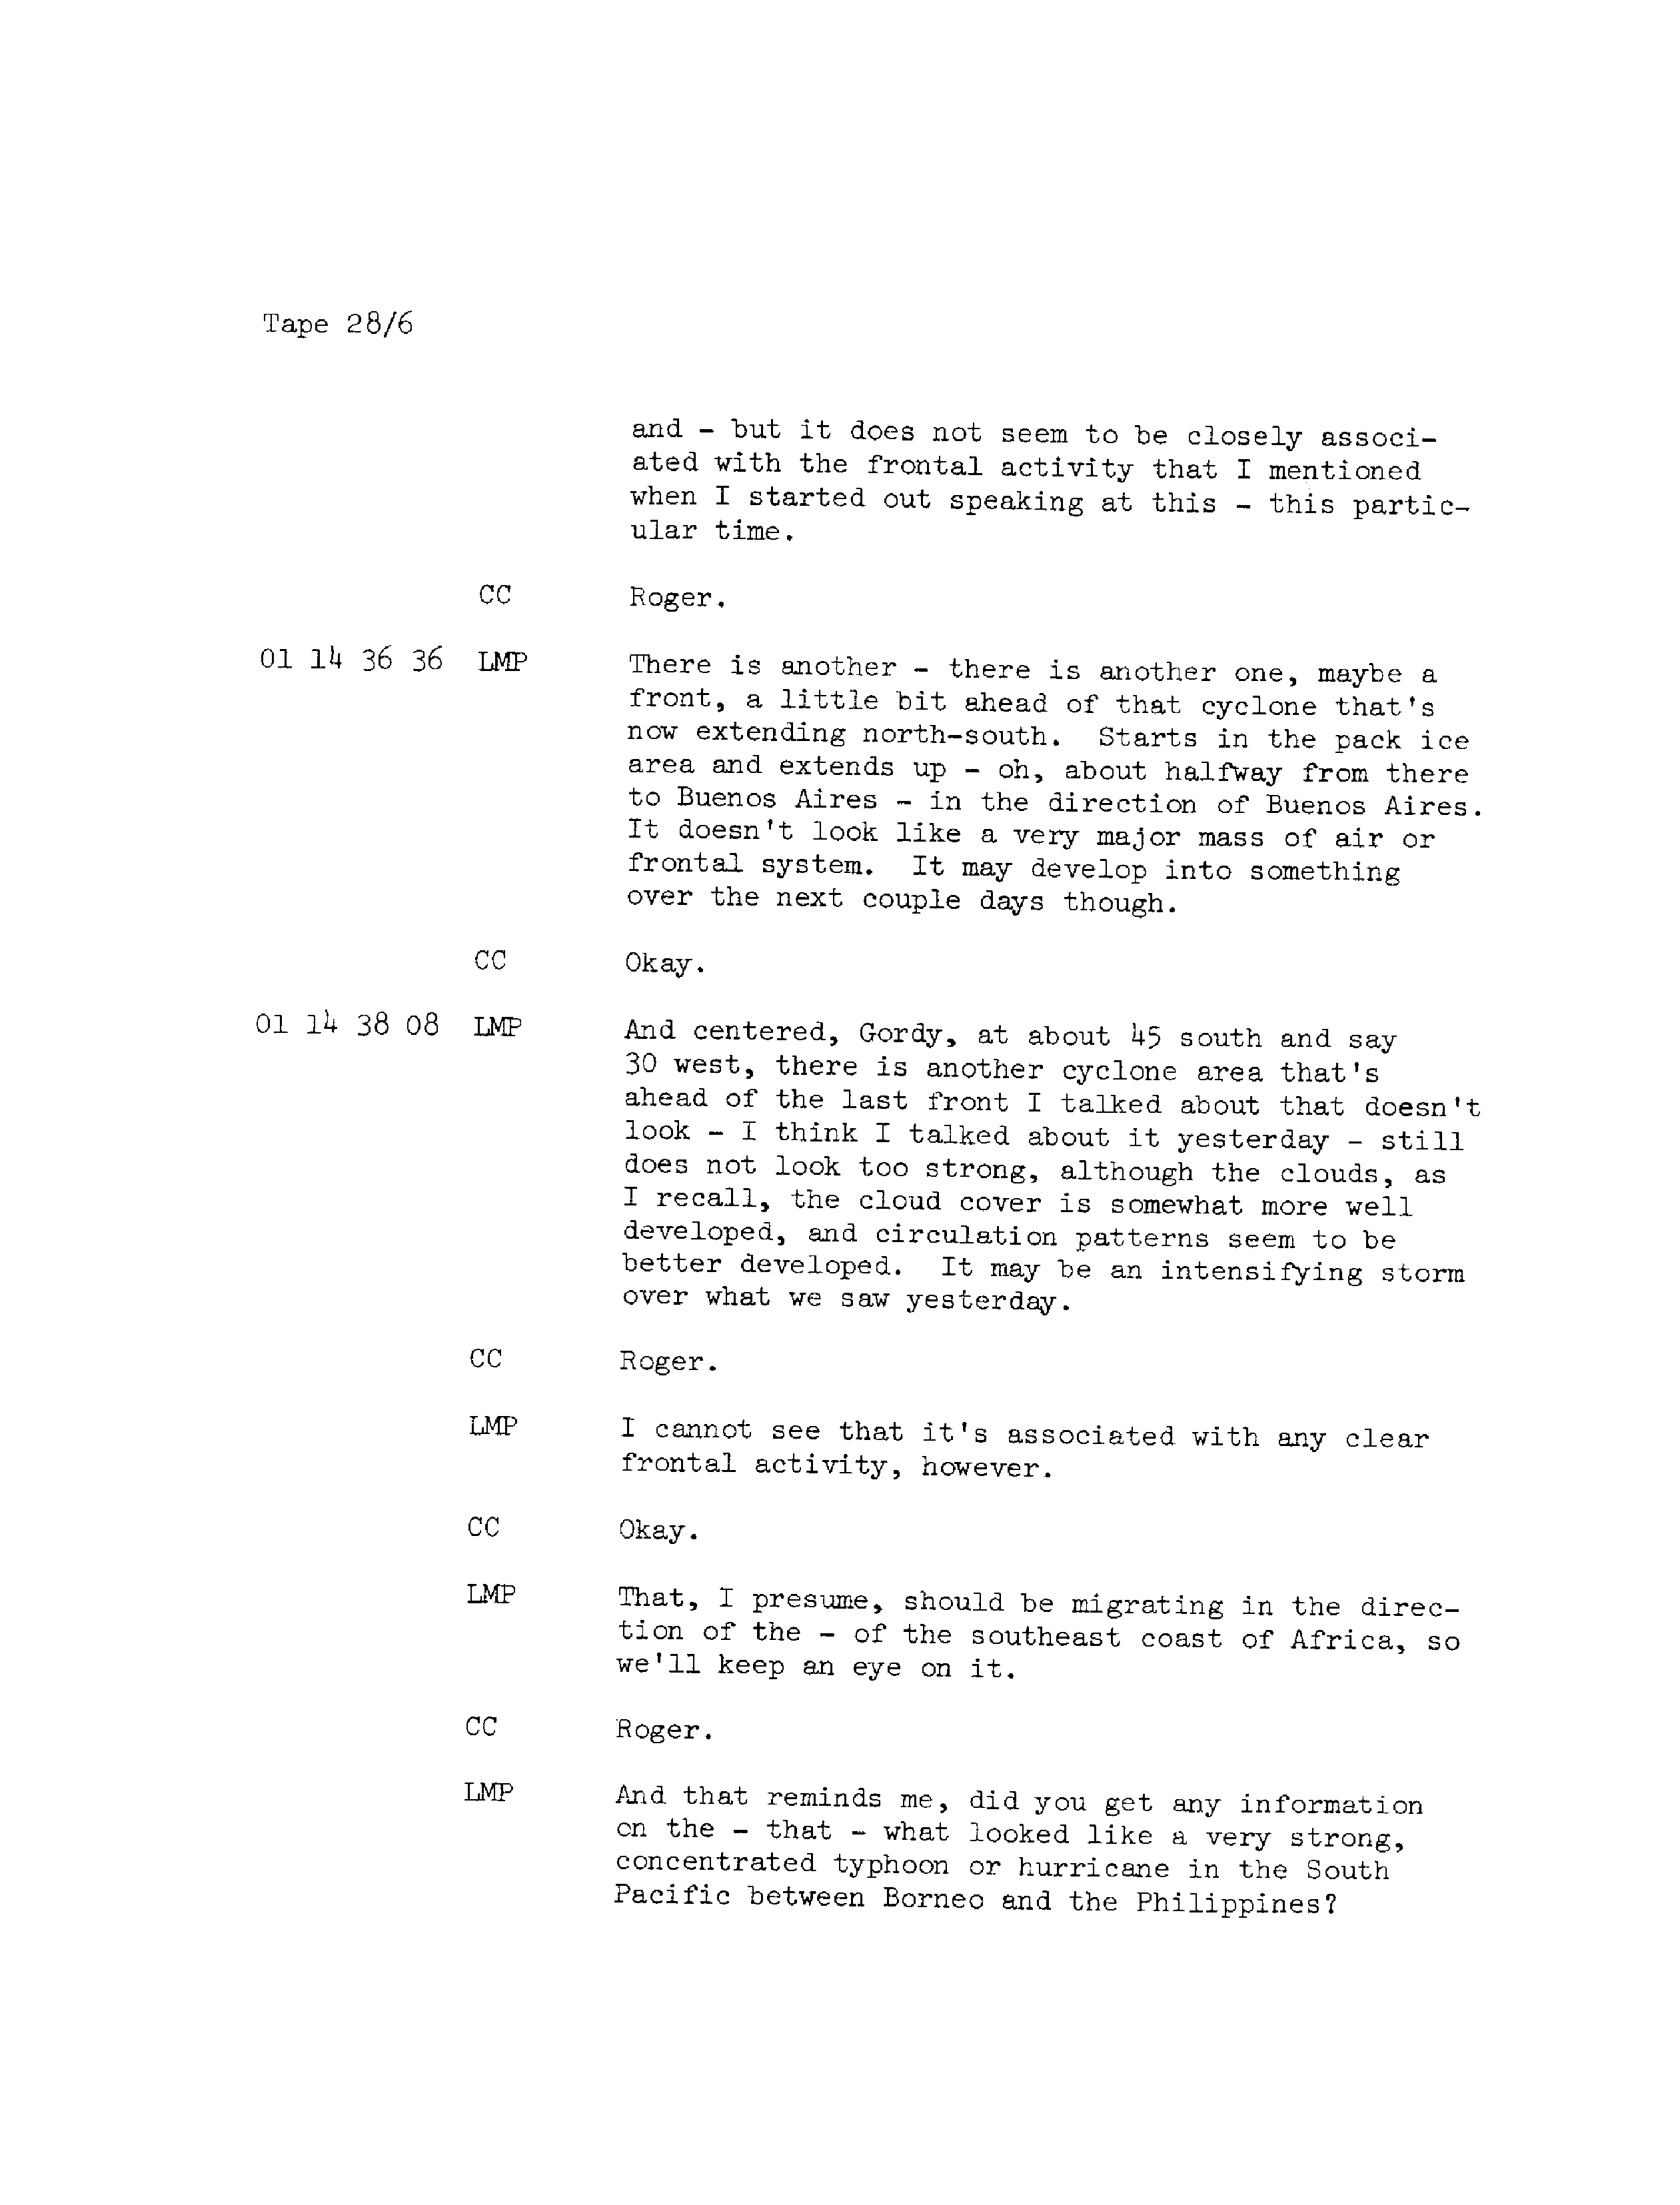 Tape 28/6
and - but it does not seem to be closely associ-
ated with the frontal activity that I mentioned
when I started out speaking at this - this partic-
ular time.
CC Roger.
01 14 36 36 LMP There is another - there is another one, maybe a
front, a little bit ahead of that cyclone that's
now extending north-south. Starts in the pack ice
area and extends up - oh, about halfway from there
to Buenos Aires - in the direction of Buenos Aires.
It doesn't look like a very major mass of air or
frontal system. It may develop into something
over the next couple days though.
CC Okay.
01 14 38 08 LMP And centered, Gordy, at about 45 south and say
30 west, there is another cyclone area that's
ahead of the last front I talked about that doesn't
look - I think I talked about it yesterday - still
does not look too strong, although the clouds, as
I recall, the cloud cover is somewhat more well
developed, and circulation patterns seem to be
better developed. It may be an intensifying storm
over what we saw yesterday.
CC Roger.
LMP I cannot see that it's associated with any clear
frontal activity, however.
CC Okay.
LMP That, I presume, should be migrating in the direc-
tion of the - of the southeast coast of Africa, so
we'll keep an eye on it.
CC Roger.
LMP And that reminds me, did you get any information
on the - that - what looked like a very strong,
concentrated typhoon or hurricane in the South
Pacific between Borneo and the Philippines?